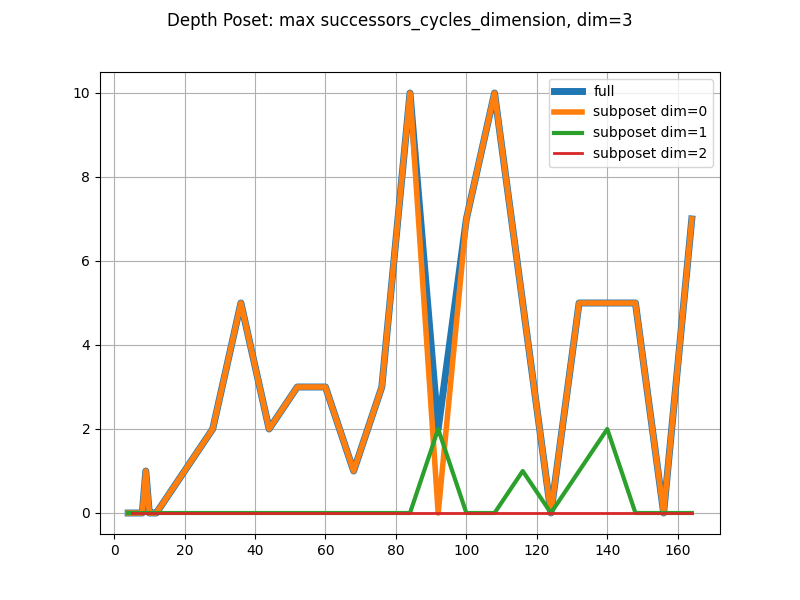 Depth Poset: max successors_cycles_dimension, dim=3
full
subposet dim=0
subposet dim=1
subposet dim=2
10
8
6
4
2
0
0 20 40 60 80 100 120 140 160